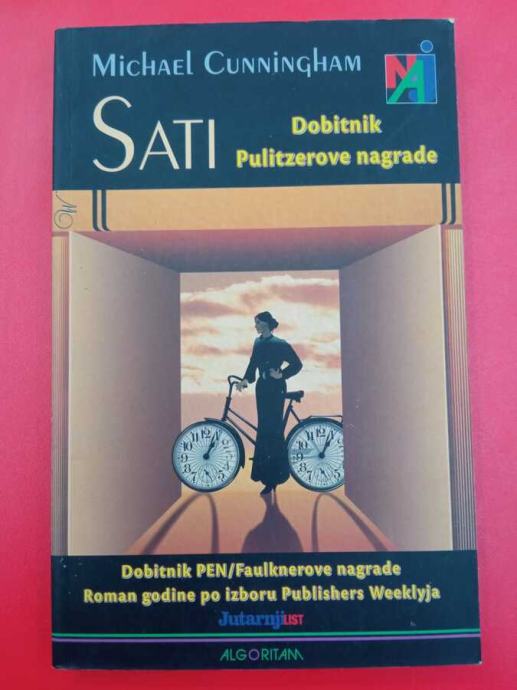 Michael Cunningham
NAJ
Sati
Dobitnik
Pulitzerove nagrade
Dobitnik PEN/Faulknerove nagrade
Roman godine po izboru Publishers Weeklyja
Jutarnji LIST
ALGORITAM